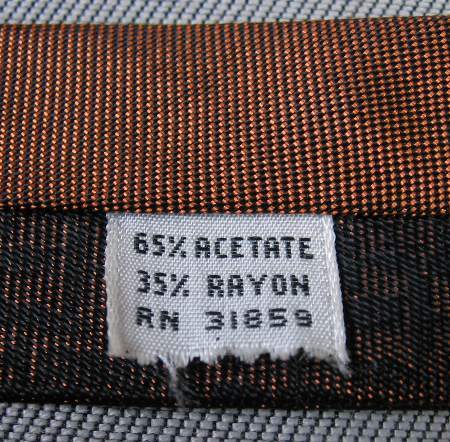 65% ACETATE
35% RAYON
RN 31859